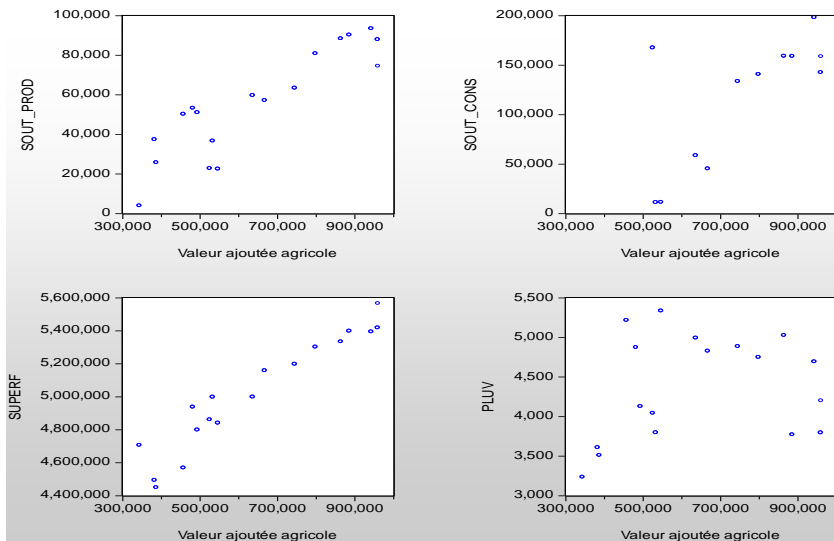 100,000
80,000
60,000
40,000
20,000
0
SOUT_PROD
300,000 500,000 700,000 900,000
Valeur ajoutée agricole
200,000
150,000
100,000
50,000
0
SOUT_CONS
300,000 500,000 700,000 900,000
Valeur ajoutée agricole
5,600,000
5,400,000
5,200,000
5,000,000
4,800,000
4,600,000
4,400,000
SUPERF
300,000 500,000 700,000 900,000
Valeur ajoutée agricole
5,500
5,000
4,500
4,000
3,500
3,000
PLUV
300,000 500,000 700,000 900,000
Valeur ajoutée agricole